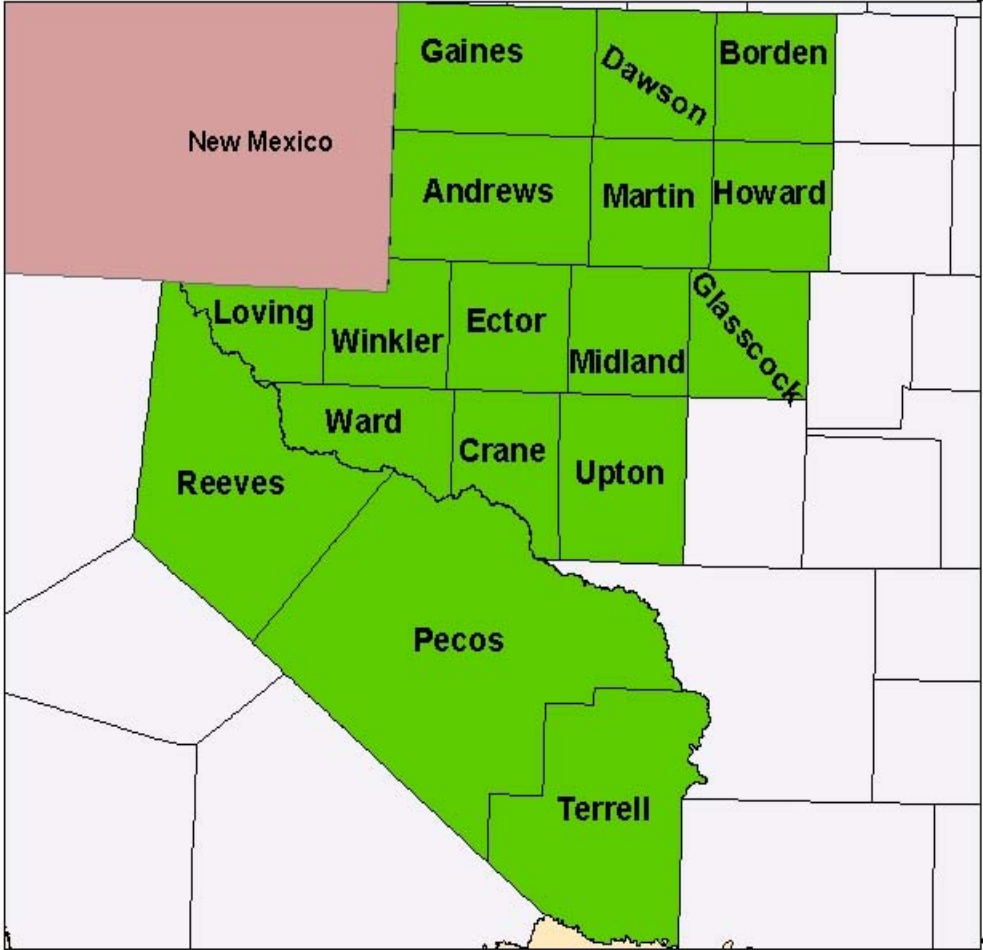 Gaines
Dawson
Borden
New Mexico
Andrews
Martin
Howard
Loving
Winkler
Ector
Midland
Glasscock
Ward
Crane
Upton
Reeves
Pecos
Terrell